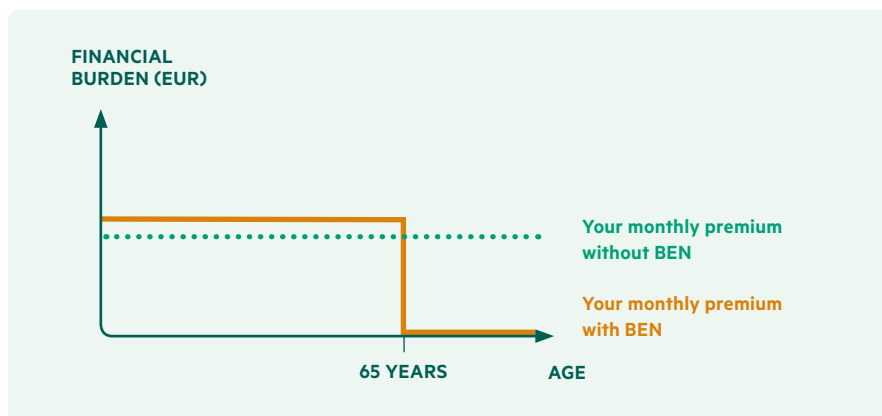 FINANCIAL
BURDEN (EUR)
Your monthly premium
without BEN
Your monthly premium
with BEN
65 YEARS
AGE